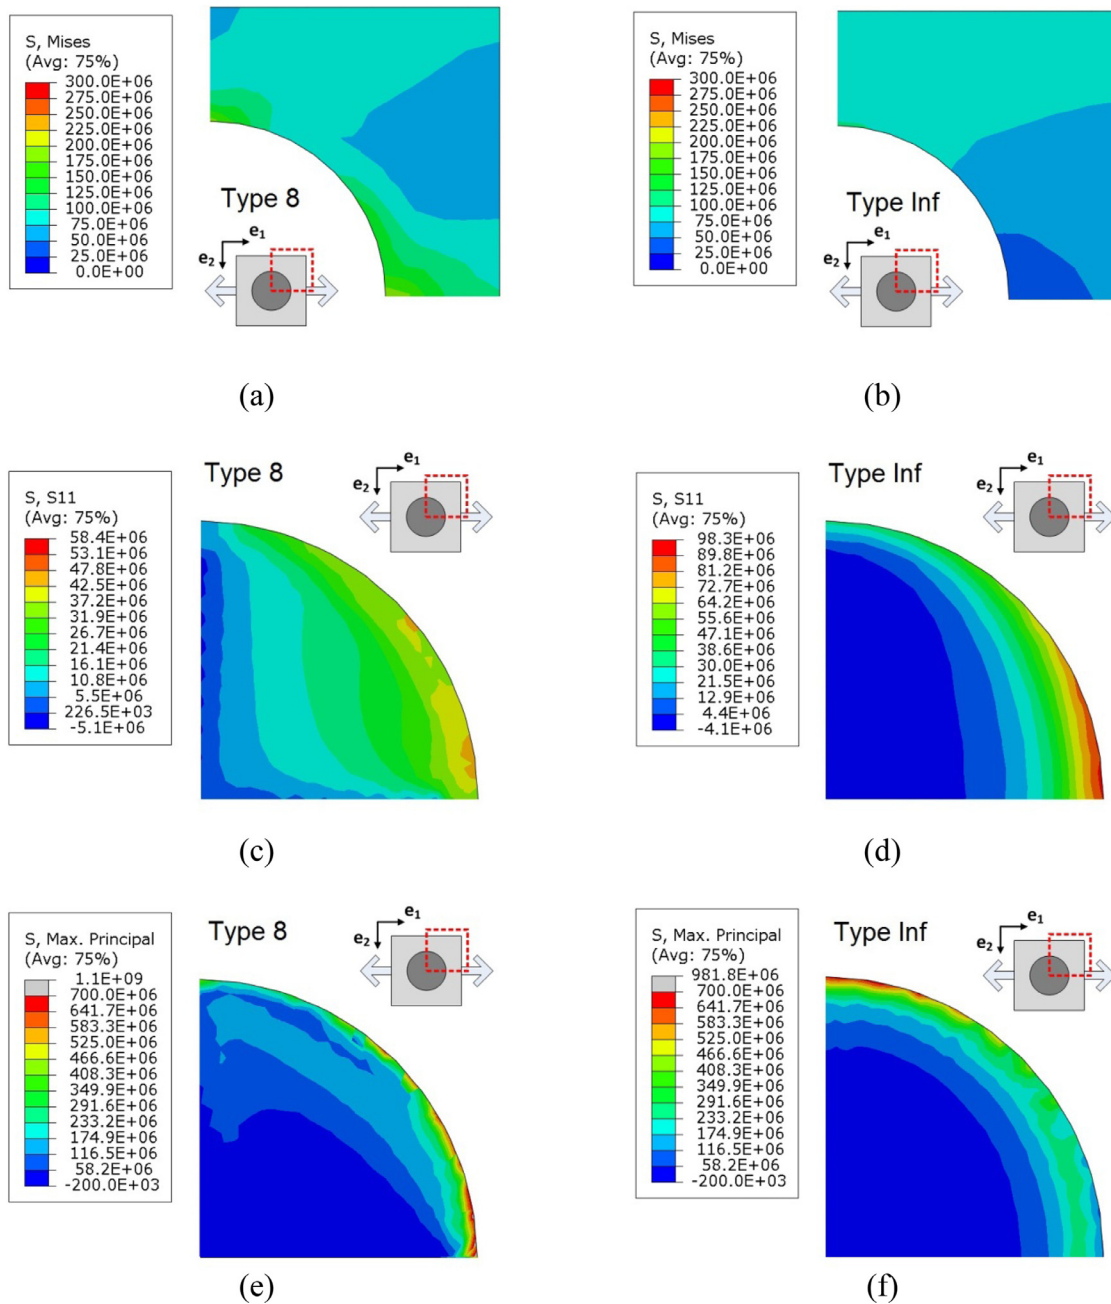 S, Mises
(Avg: 75%)
300.0E+06
275.0E+06
250.0E+06
225.0E+06
200.0E+06
175.0E+06
150.0E+06
125.0E+06
100.0E+06
75.0E+06
50.0E+06
25.0E+06
0.0E+00
Type 8
e1
e2
(a)
S, Mises
(Avg: 75%)
300.0E+06
275.0E+06
250.0E+06
225.0E+06
200.0E+06
175.0E+06
150.0E+06
125.0E+06
100.0E+06
75.0E+06
50.0E+06
25.0E+06
0.0E+00
Type Inf
e1
e2
(b)
S, S11
(Avg: 75%)
58.4E+06
53.1E+06
47.8E+06
42.5E+06
37.2E+06
31.9E+06
26.7E+06
21.4E+06
16.1E+06
10.8E+06
5.5E+06
226.5E+03
-5.1E+06
Type 8
e1
e2
(c)
S, S11
(Avg: 75%)
98.3E+06
89.8E+06
81.2E+06
72.7E+06
64.2E+06
55.6E+06
47.1E+06
38.6E+06
30.0E+06
21.5E+06
12.9E+06
4.4E+06
-4.1E+06
Type Inf
e1
e2
(d)
S, Max. Principal
(Avg: 75%)
1.1E+09
700.0E+06
641.7E+06
583.3E+06
525.0E+06
466.6E+06
408.3E+06
349.9E+06
291.6E+06
233.2E+06
174.9E+06
116.5E+06
58.2E+06
-200.0E+03
Type 8
e1
e2
(e)
S, Max. Principal
(Avg: 75%)
981.8E+06
700.0E+06
641.7E+06
583.3E+06
525.0E+06
466.6E+06
408.3E+06
349.9E+06
291.6E+06
233.2E+06
174.9E+06
116.5E+06
58.2E+06
-200.0E+03
Type Inf
e1
e2
(f)